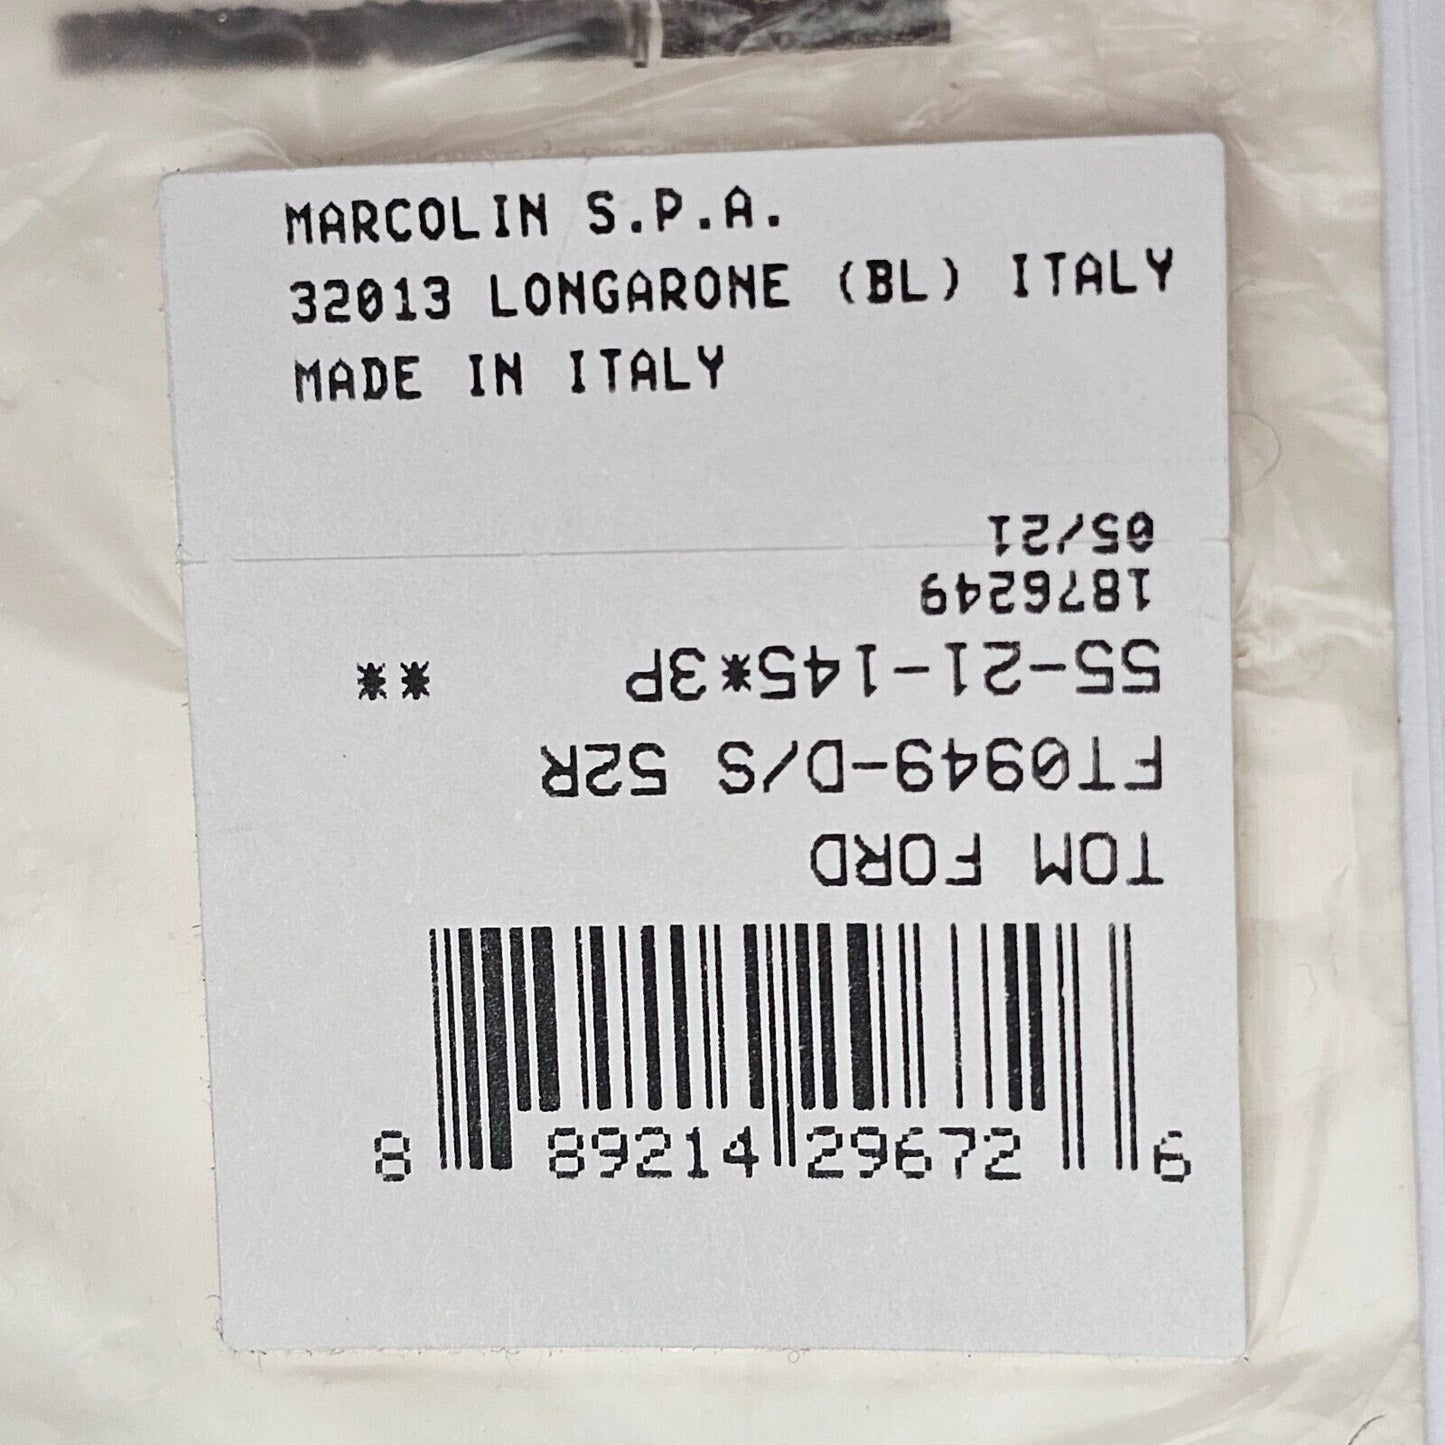 MARCOLIN S.P.A.
32013 LONGARONE (BL) ITALY
MADE IN ITALY
TOM FORD
FT0949-D/S 52R
55-21-145*3P **
1876249
05/21
8 89214 29672 6